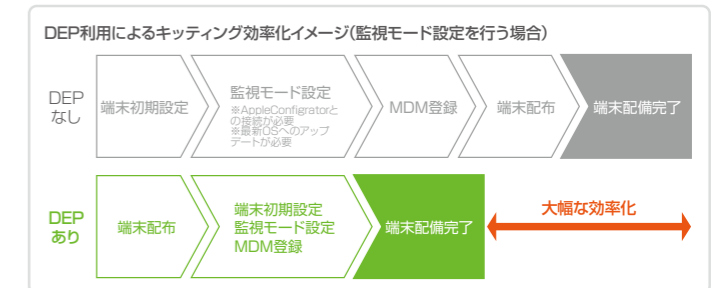 DEP利用によるキッティング効率化イメージ(監視モード設定を行う場合)
DEP
なし
端末初期設定
監視モード設定
※AppleConfigratorと
の接続が必要
※最新OSへのアップ
デートが必要
MDM登録
端末配布
端末配備完了
DEP
あり
端末配布
端末初期設定
監視モード設定
MDM登録
端末配備完了
大幅な効率化